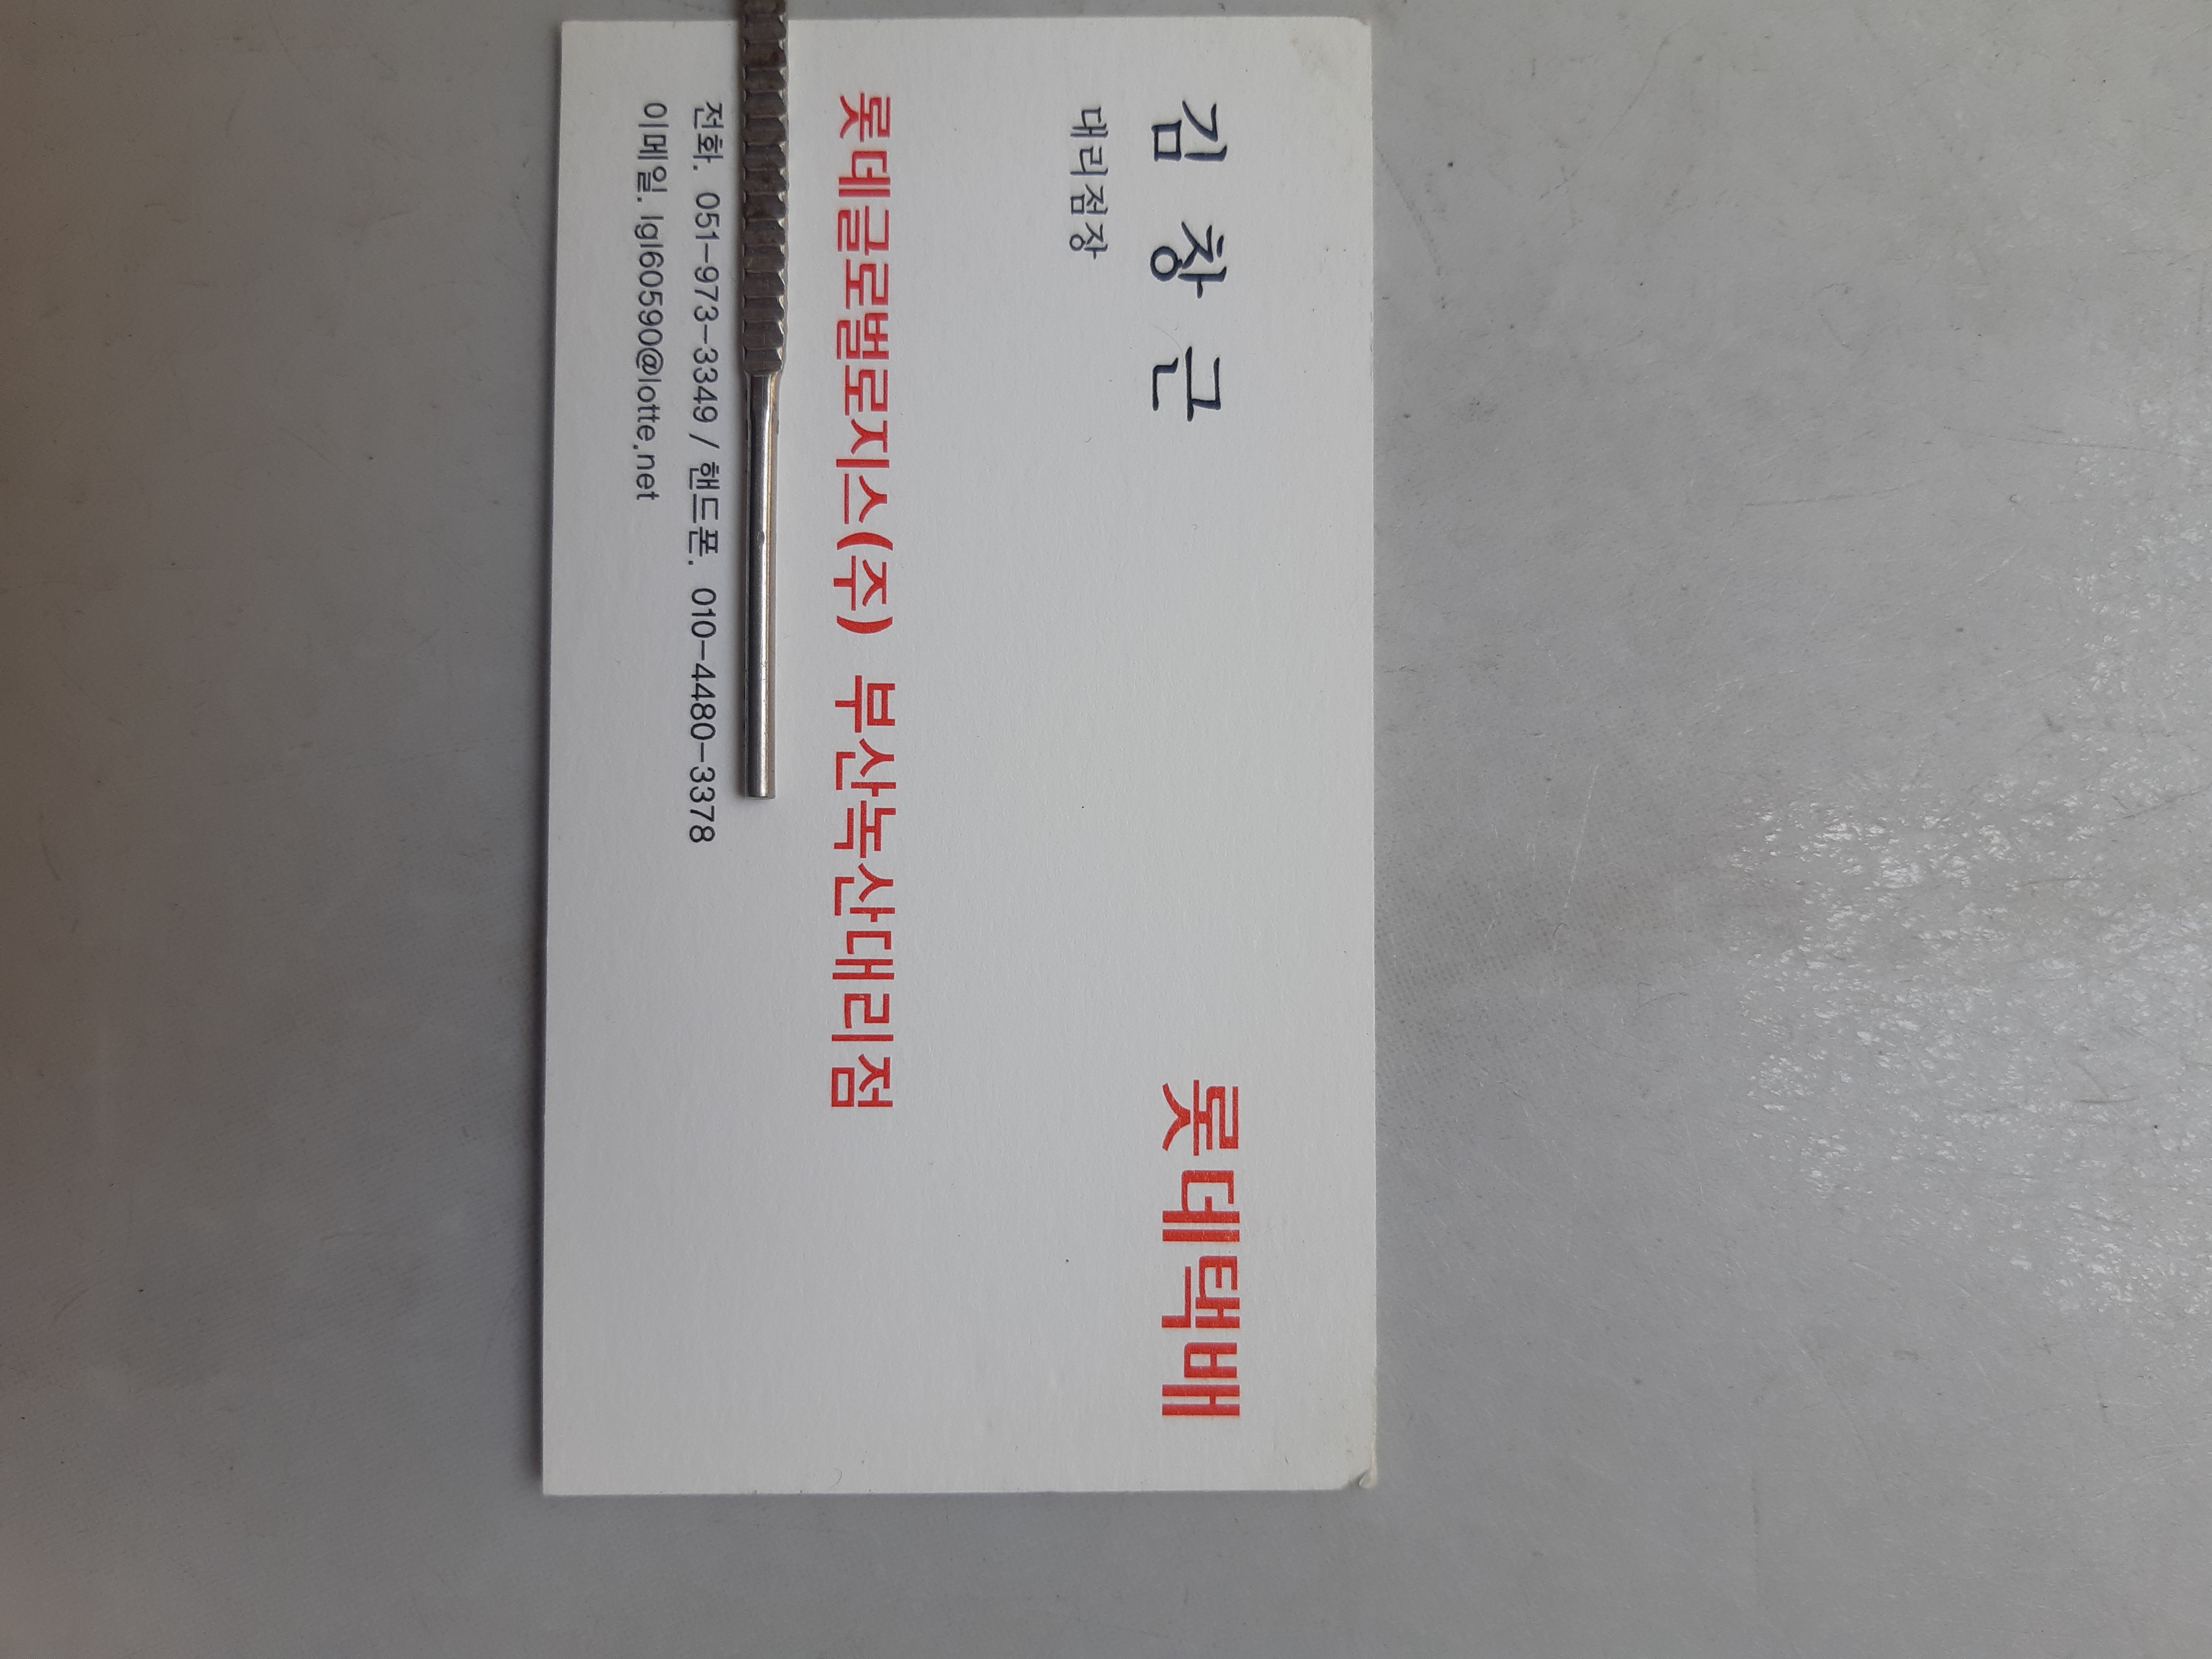 김 창 근
대리점장
롯데택배
롯데글로벌로지스(주) 부산녹산대리점
전화. 051-973-3349 / 핸드폰. 010-4480-3378
이메일. lgl60590@lotte.net